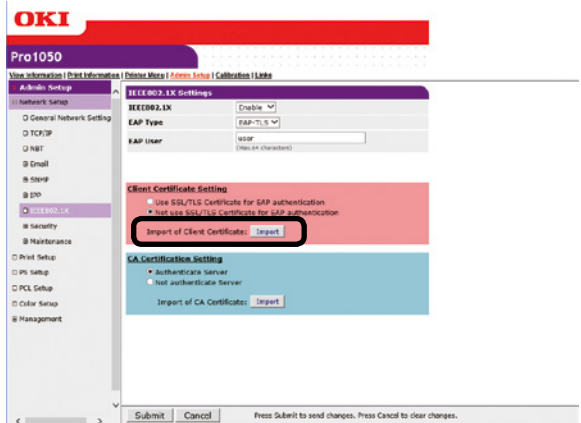 OKI
Pro1050
View Information | Print Information | Printer Menu | Admin Setup | Calibration | Links
Admin Setup
Network Setup
General Network Setting
TCP/IP
NBT
Email
SNMP
IPP
IEEE802.1X
Security
Maintenance
Print Setup
PS Setup
PCL Setup
Color Setup
Management
IEEE802.1X Settings
IEEE802.1X Enable
EAP Type EAP-TLS
EAP User user
(Max.64 characters)
Client Certificate Setting
Use SSL/TLS Certificate for EAP authentication
Not use SSL/TLS Certificate for EAP authentication
Import of Client Certificate: Import
CA Certification Setting
Authenticate Server
Not authenticate Server
Import of CA Certificate: Import
Submit Cancel Press Submit to send changes. Press Cancel to clear changes.